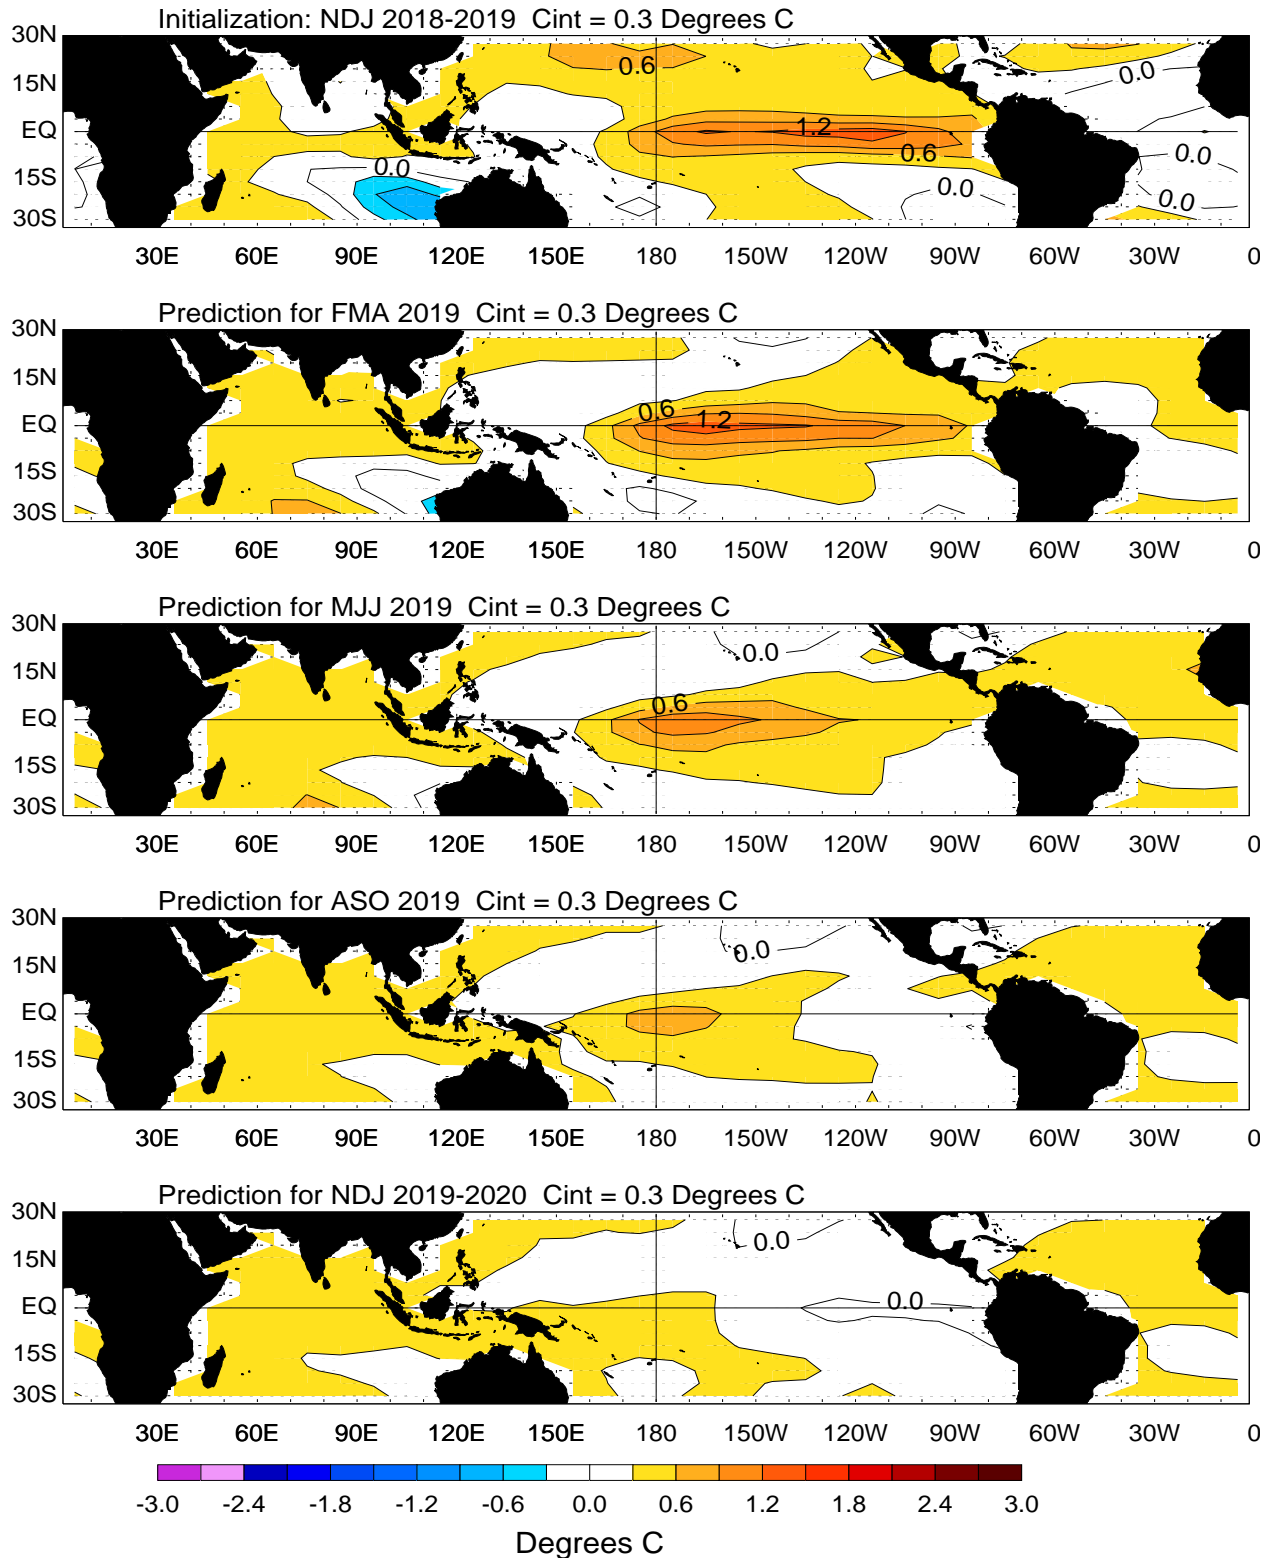 Initialization: NDJ 2018-2019 Cint = 0.3 Degrees C
30N
0.6
0.0
15N
EQ
1.2
0.6
0.0
0.0
15S
0.0
0.0
30S
30E 60E 90E 120E 150E 180 150W 120W 90W 60W 30W 0
Prediction for FMA 2019 Cint = 0.3 Degrees C
30N
15N
0.6
EQ
1.2
15S
30S
30E 60E 90E 120E 150E 180 150W 120W 90W 60W 30W 0
Prediction for MJJ 2019 Cint = 0.3 Degrees C
30N
0.0
15N
0.6
EQ
15S
30S
30E 60E 90E 120E 150E 180 150W 120W 90W 60W 30W 0
Prediction for ASO 2019 Cint = 0.3 Degrees C
30N
0.0
15N
EQ
15S
30S
30E 60E 90E 120E 150E 180 150W 120W 90W 60W 30W 0
Prediction for NDJ 2019-2020 Cint = 0.3 Degrees C
30N
0.0
15N
EQ
0.0
15S
30S
30E 60E 90E 120E 150E 180 150W 120W 90W 60W 30W 0
-3.0 -2.4 -1.8 -1.2 -0.6 0.0 0.6 1.2 1.8 2.4 3.0
Degrees C